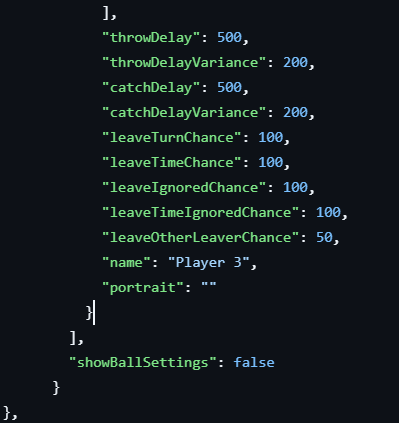 ],
"throwDelay": 500,
"throwDelayVariance": 200,
"catchDelay": 500,
"catchDelayVariance": 200,
"leaveTurnChance": 100,
"leaveTimeChance": 100,
"leaveIgnoredChance": 100,
"leaveTimeIgnoredChance": 100,
"leaveOtherLeaverChance": 50,
"name": "Player 3",
"portrait": ""
}
],
"showBallSettings": false
}
},